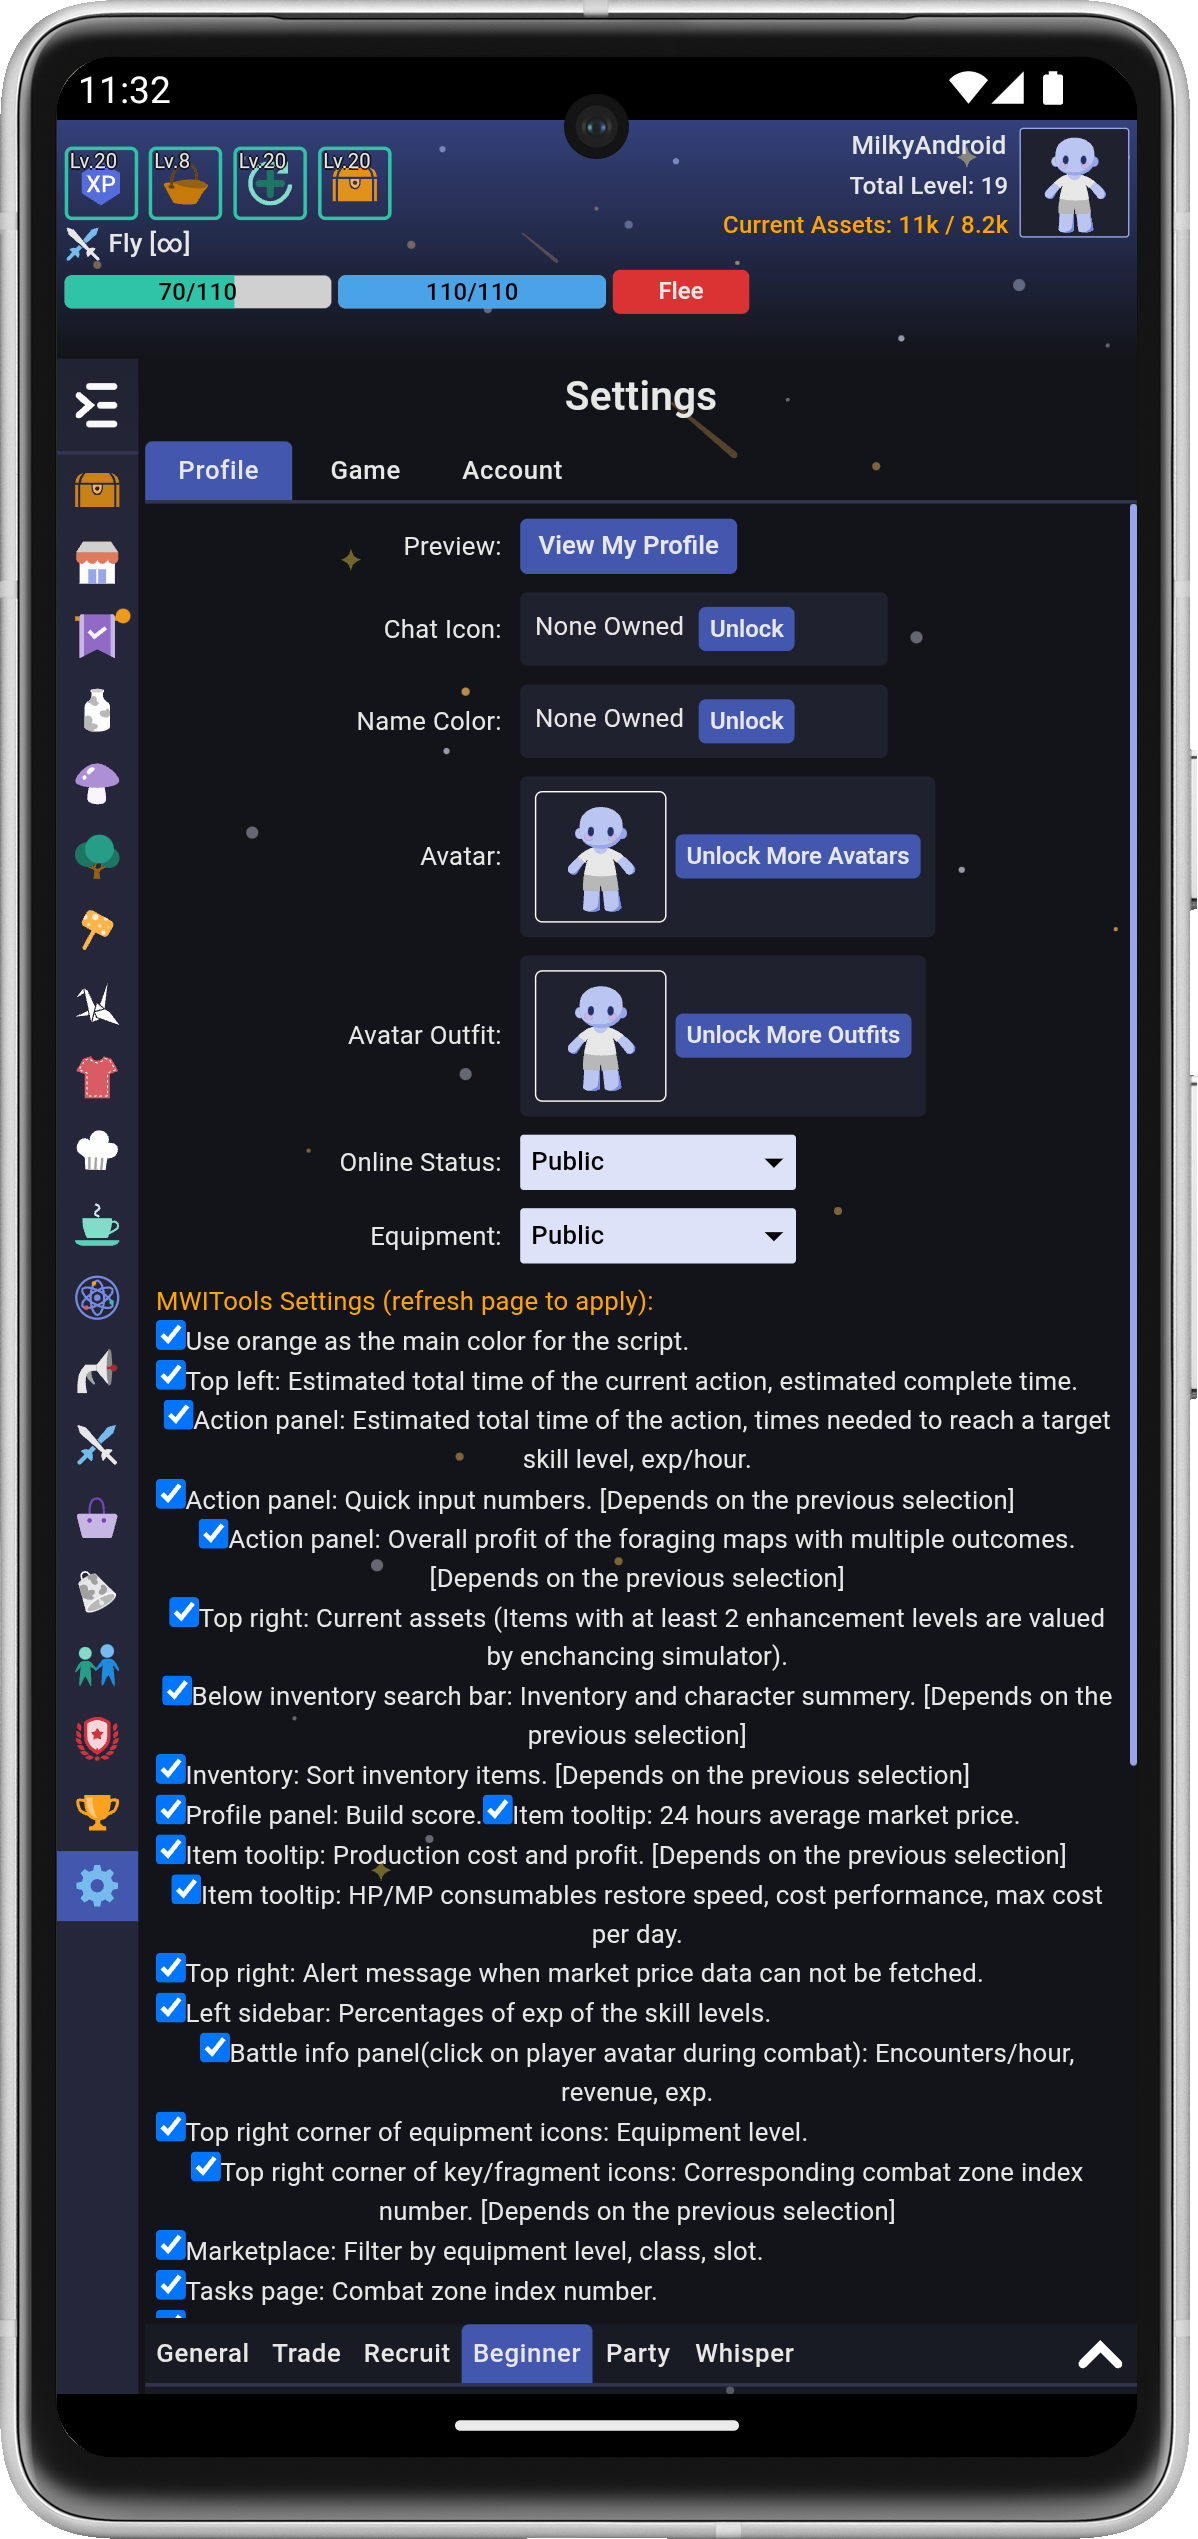 11:32
Lv.20
XP
Lv.8
Lv.20
Lv.20
MilkyAndroid
Total Level: 19
Current Assets: 11k / 8.2k
Fly [∞]
70/110
110/110
Flee
Settings
Profile
Game
Account
Preview:
View My Profile
Chat Icon:
None Owned
Unlock
Name Color:
None Owned
Unlock
Avatar:
Unlock More Avatars
Avatar Outfit:
Unlock More Outfits
Online Status:
Public
Equipment:
Public
MWITools Settings (refresh page to apply):
Use orange as the main color for the script.
Top left: Estimated total time of the current action, estimated complete time.
Action panel: Estimated total time of the action, times needed to reach a target
skill level, exp/hour.
Action panel: Quick input numbers. [Depends on the previous selection]
Action panel: Overall profit of the foraging maps with multiple outcomes.
[Depends on the previous selection]
Top right: Current assets (Items with at least 2 enhancement levels are valued
by enchancing simulator).
Below inventory search bar: Inventory and character summery. [Depends on the
previous selection]
Inventory: Sort inventory items. [Depends on the previous selection]
Profile panel: Build score. Item tooltip: 24 hours average market price.
Item tooltip: Production cost and profit. [Depends on the previous selection]
Item tooltip: HP/MP consumables restore speed, cost performance, max cost
per day.
Top right: Alert message when market price data can not be fetched.
Left sidebar: Percentages of exp of the skill levels.
Battle info panel(click on player avatar during combat): Encounters/hour,
revenue, exp.
Top right corner of equipment icons: Equipment level.
Top right corner of key/fragment icons: Corresponding combat zone index
number. [Depends on the previous selection]
Marketplace: Filter by equipment level, class, slot.
Tasks page: Combat zone index number.
General
Trade
Recruit
Beginner
Party
Whisper